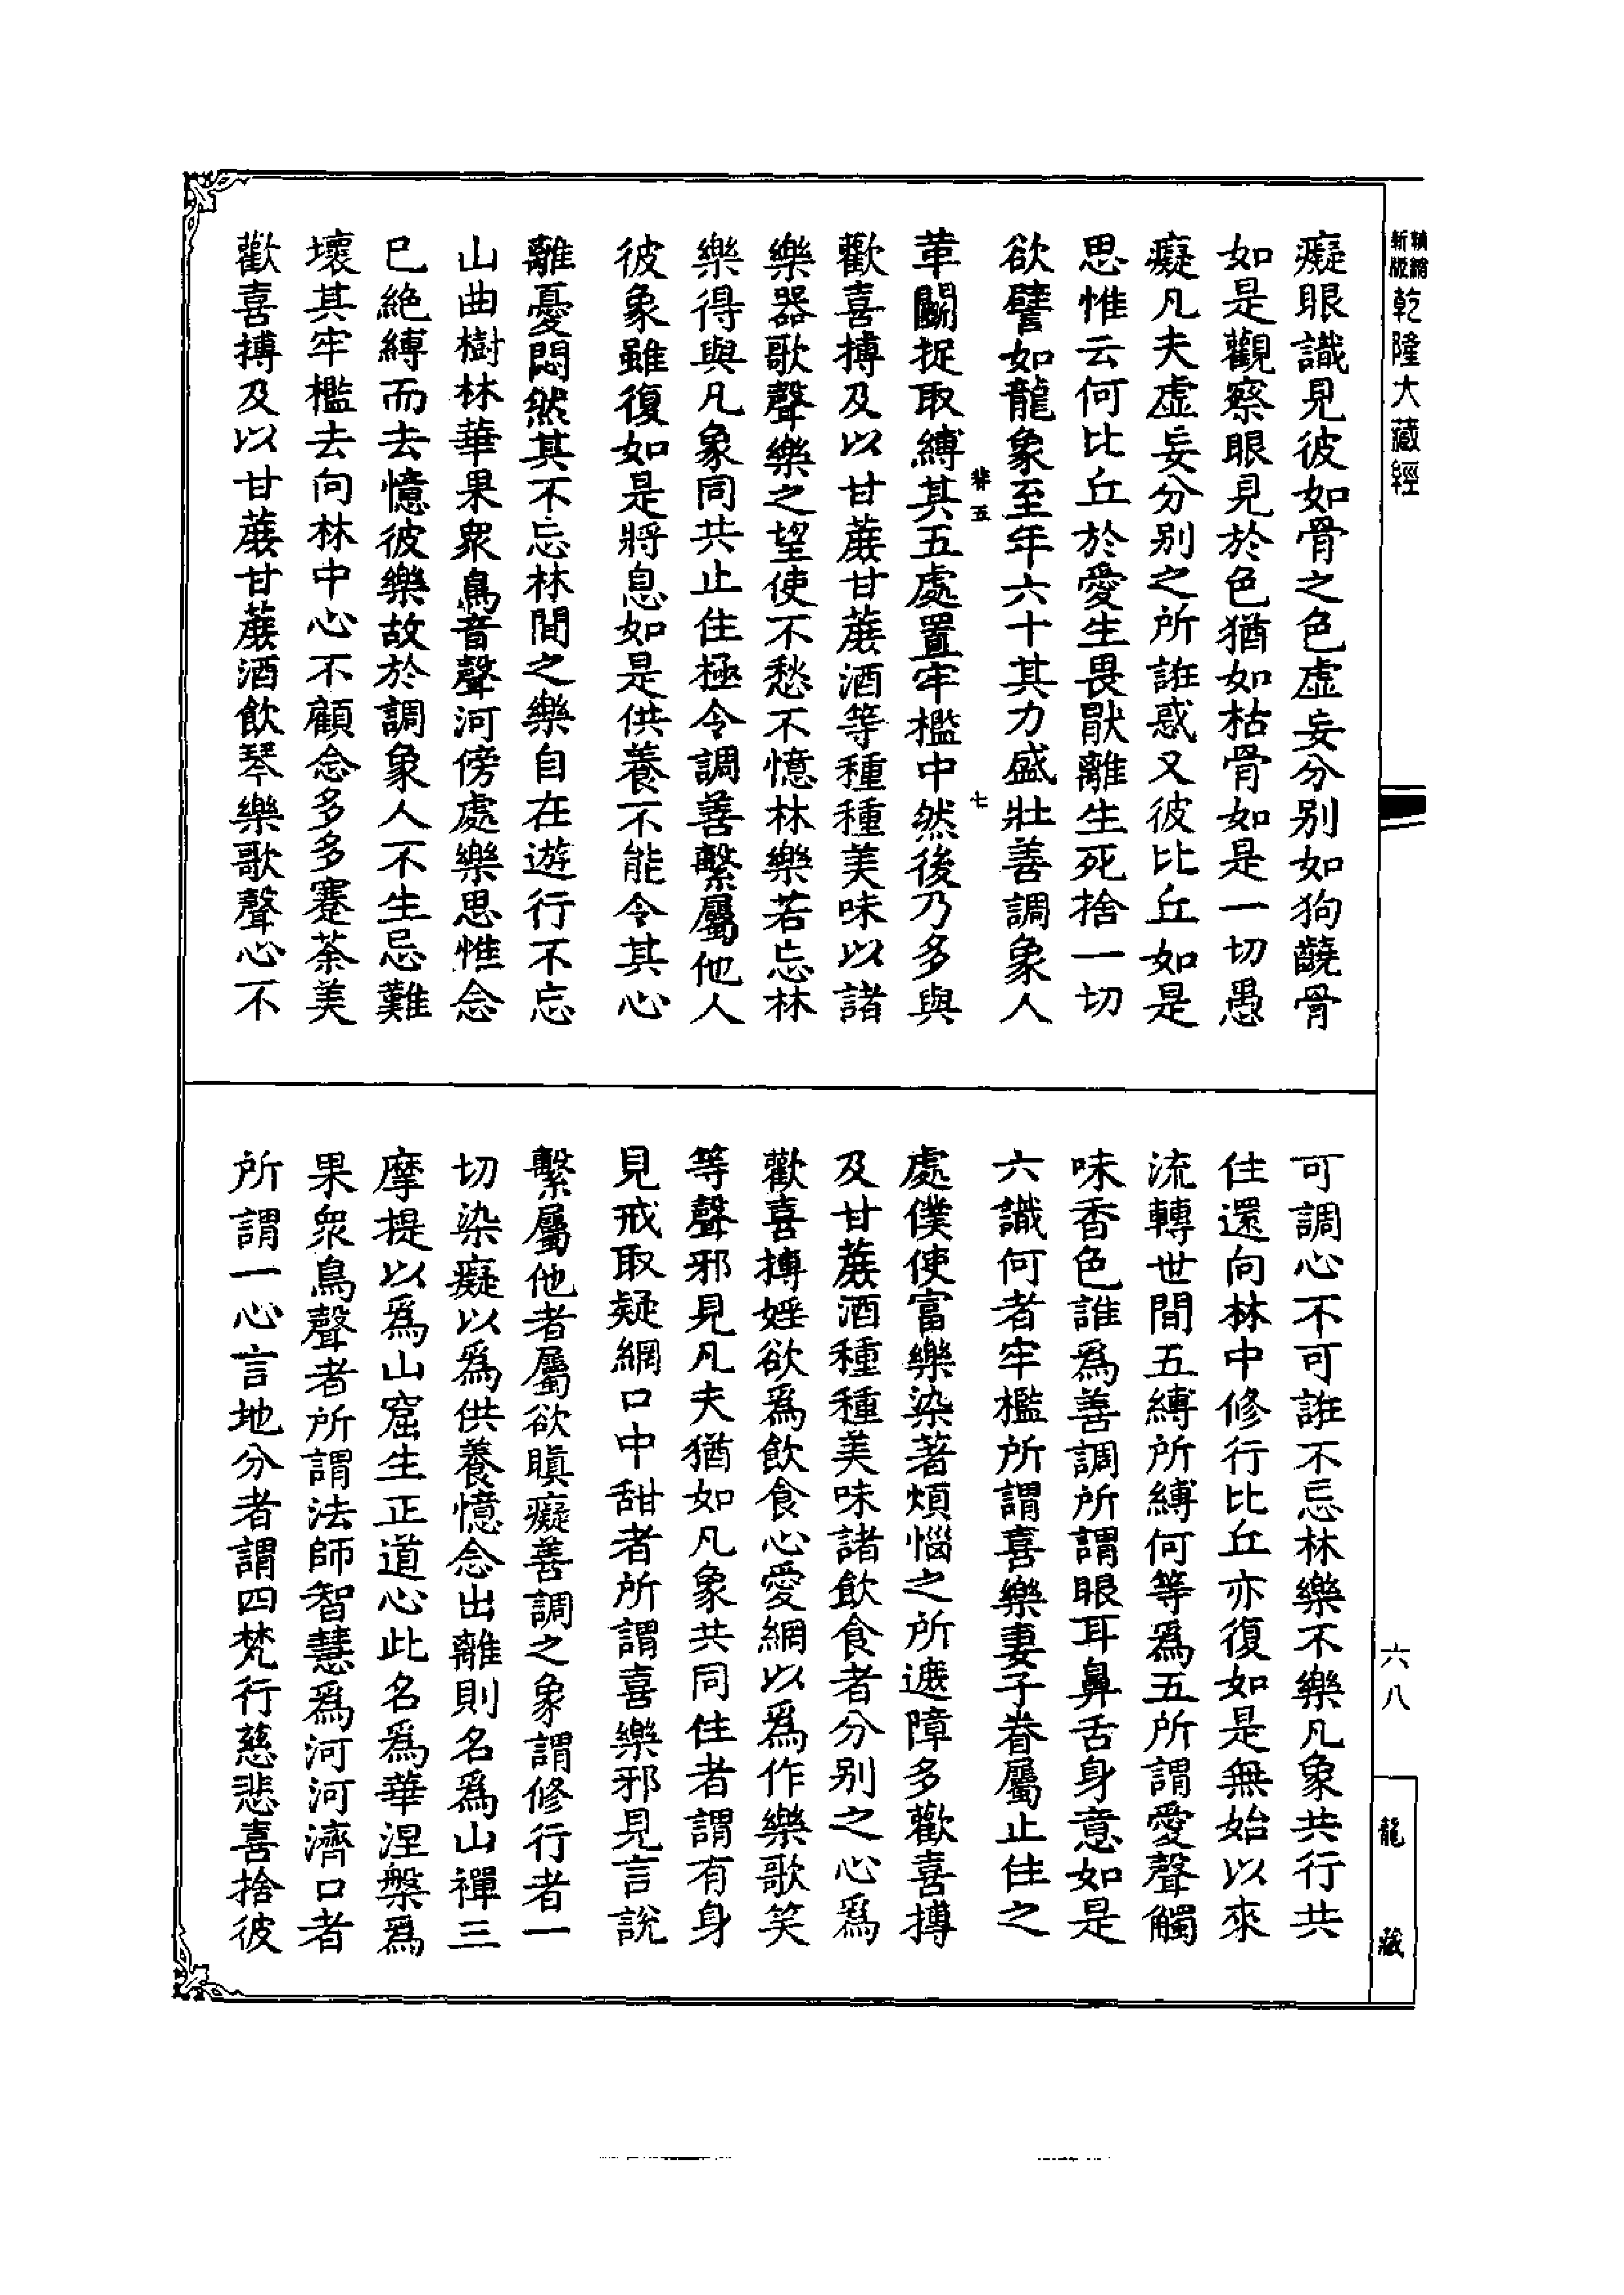 精縮
新版
乾隆大藏經
癡眼識見彼如骨之色虛妄分别如狗齩骨
如是觀察眼見於色猶如枯骨如是一切愚
癡凡夫虛妄分别之所誑惑又彼比丘如是
思惟云何比丘於愛生畏猒離生死捨一切
欲譬如龍象至年六十其力盛壯善調象人
非五
七
葦鬭捉取縛其五處置牢檻中然後乃多與
歡喜摶及以甘蔗甘蔗酒等種種美味以諸
樂器歌聲樂之望使不愁不憶林樂若忘林
樂得與凡象同共止住極令調善繫屬他人
彼象雖復如是將息如是供養不能令其心
離憂悶然其不忘林間之樂自在遊行不忘
山曲樹林華果衆鳥音聲河傍處樂思惟念
已絶縛而去憶彼樂故於調象人不生忌難
壞其牢檻去向林中心不顧念多多蹇荼美
歡喜摶及以甘蔗甘蔗酒飲琴樂歌聲心不
可調心不可誑不忘林樂不樂凡象共行共
住還向林中修行比丘亦復如是無始以來
流轉世間五縛所縛何等爲五所謂愛聲觸
味香色誰爲善調所謂眼耳鼻舌身意如是
六識何者牢檻所謂喜樂妻子眷屬止住之
處僕使富樂染著煩惱之所遮障多歡喜摶
及甘蔗酒種種美味諸飲食者分别之心爲
歡喜摶婬欲爲飲食心愛網以爲作樂歌笑
等聲邪見凡夫猶如凡象共同住者謂有身
見戒取疑網口中甜者所謂喜樂邪見言說
繫屬他者屬欲瞋癡善調之象謂修行者一
切染癡以爲供養憶念出離則名爲山禪三
摩提以爲山窟生正道心此名爲華涅槃爲
果衆鳥聲者所謂法師智慧爲河河濟口者
所謂一心言地分者謂四梵行慈悲喜捨彼
六八
龍藏